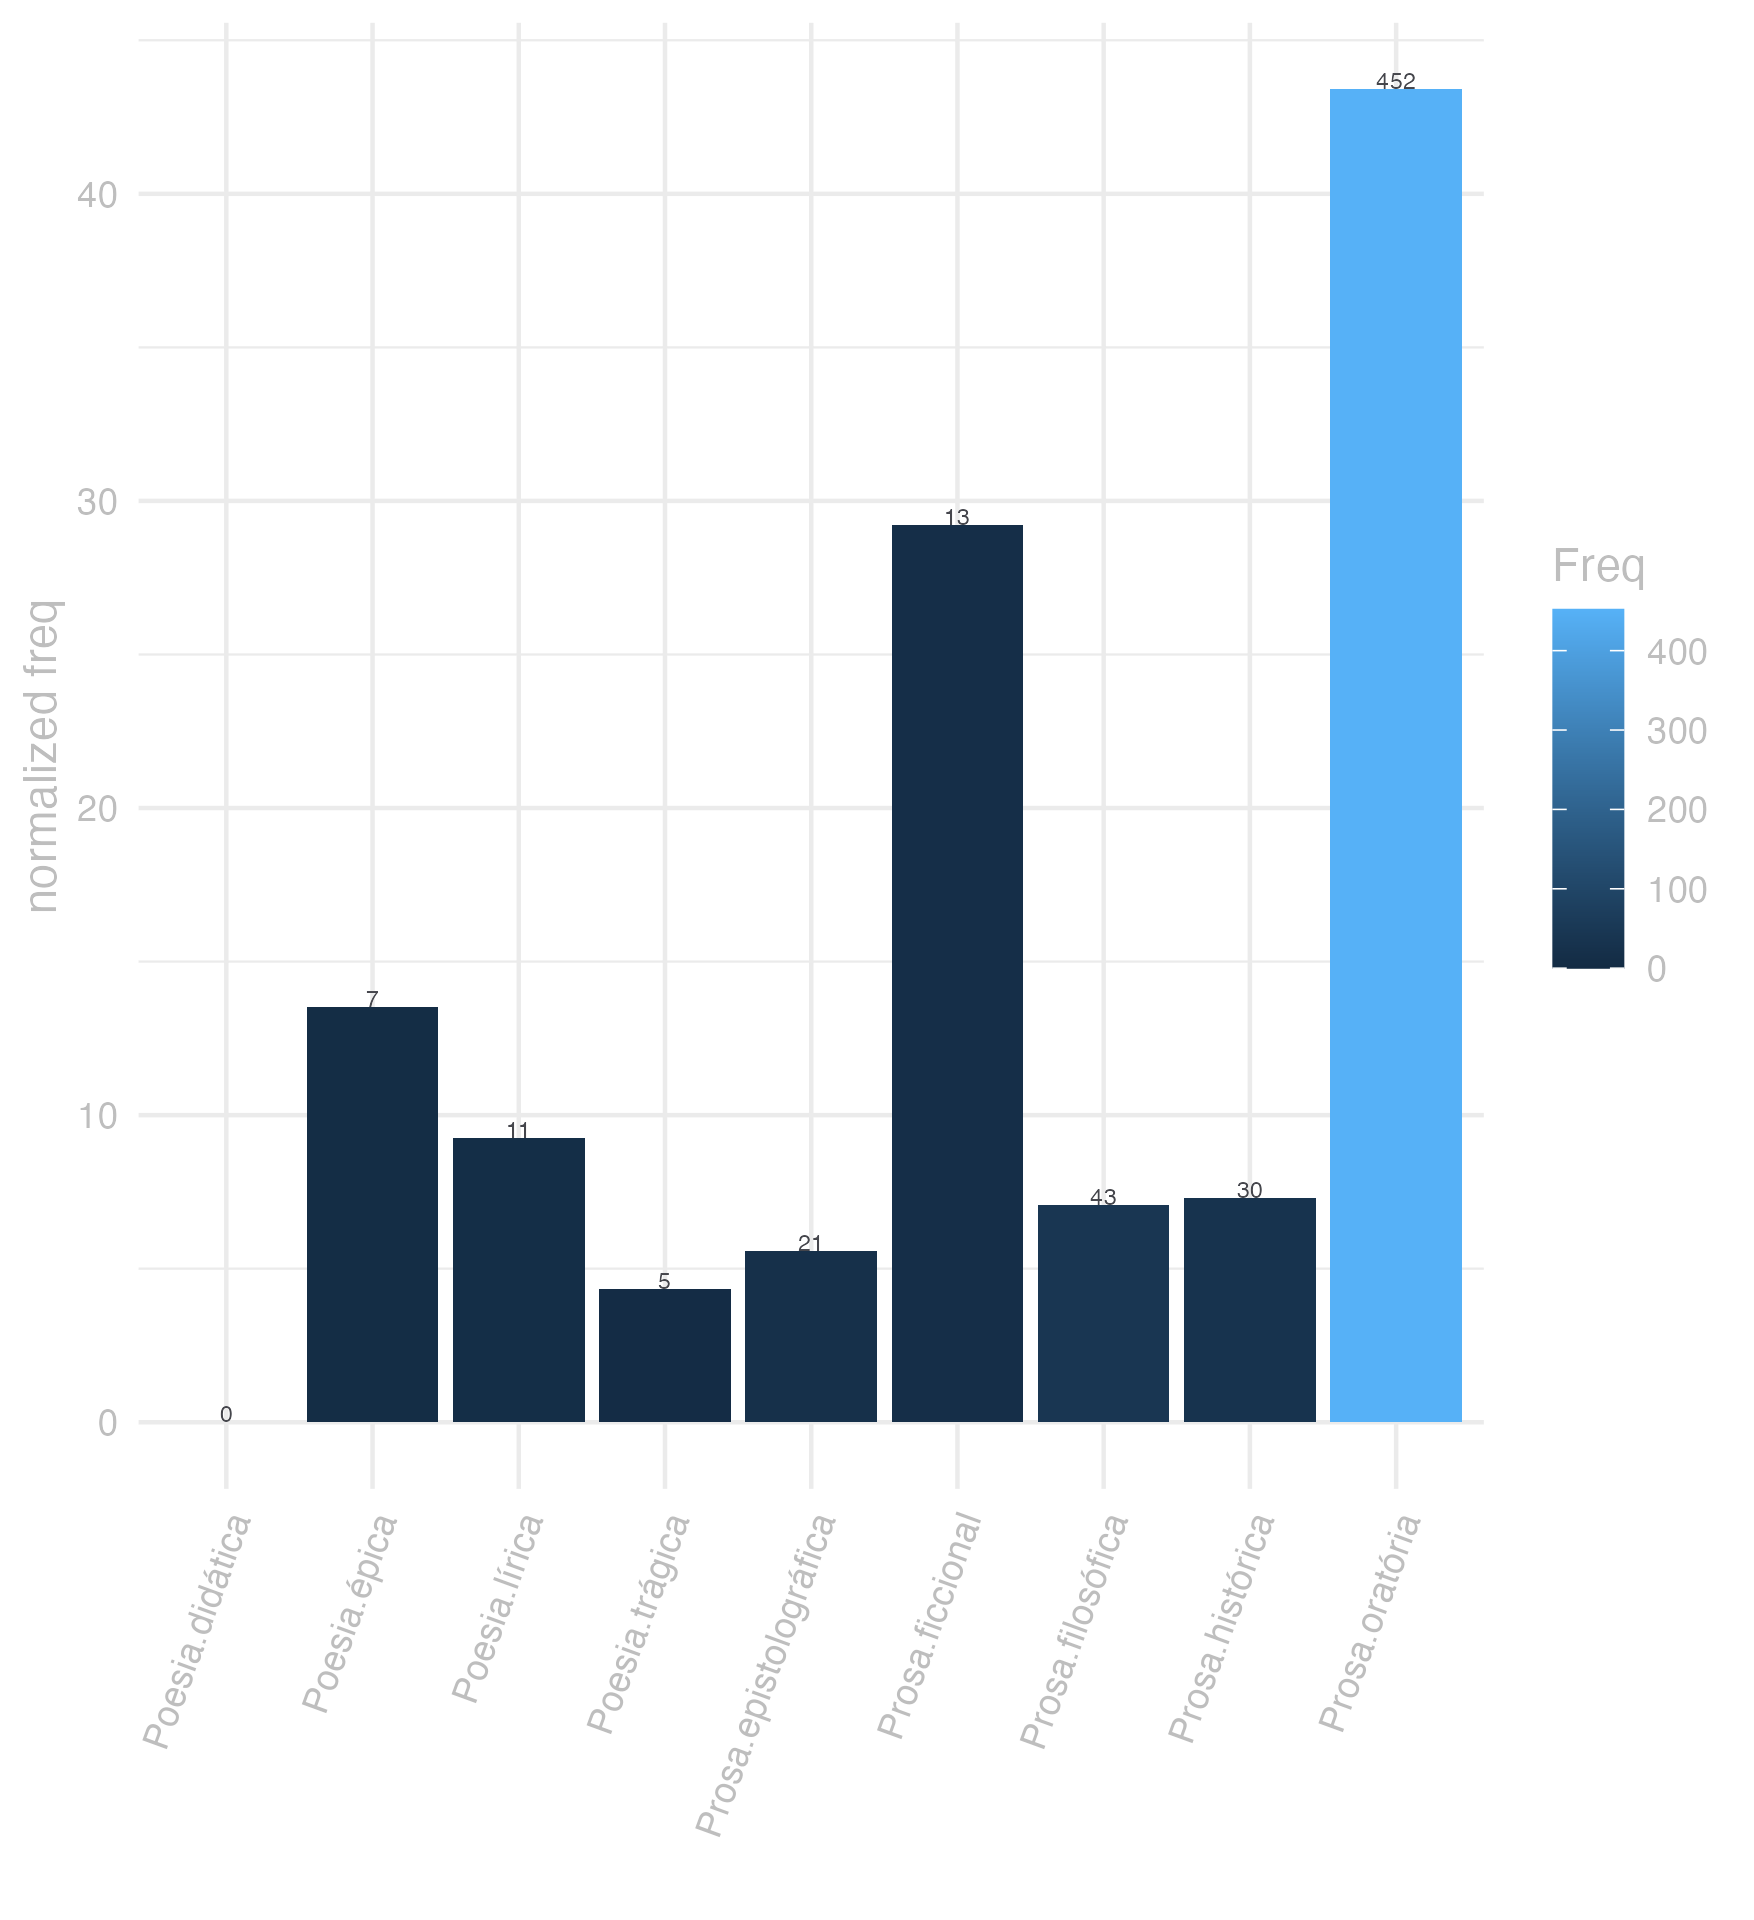 normalized freq
40
30
20
10
0
0
7
11
5
21
13
43
30
452
Poesia.didática
Poesia.épica
Poesia.lírica
Poesia.trágica
Prosa.epistolográfica
Prosa.ficcional
Prosa.filosófica
Prosa.histórica
Prosa.oratória
Freq
400
300
200
100
0